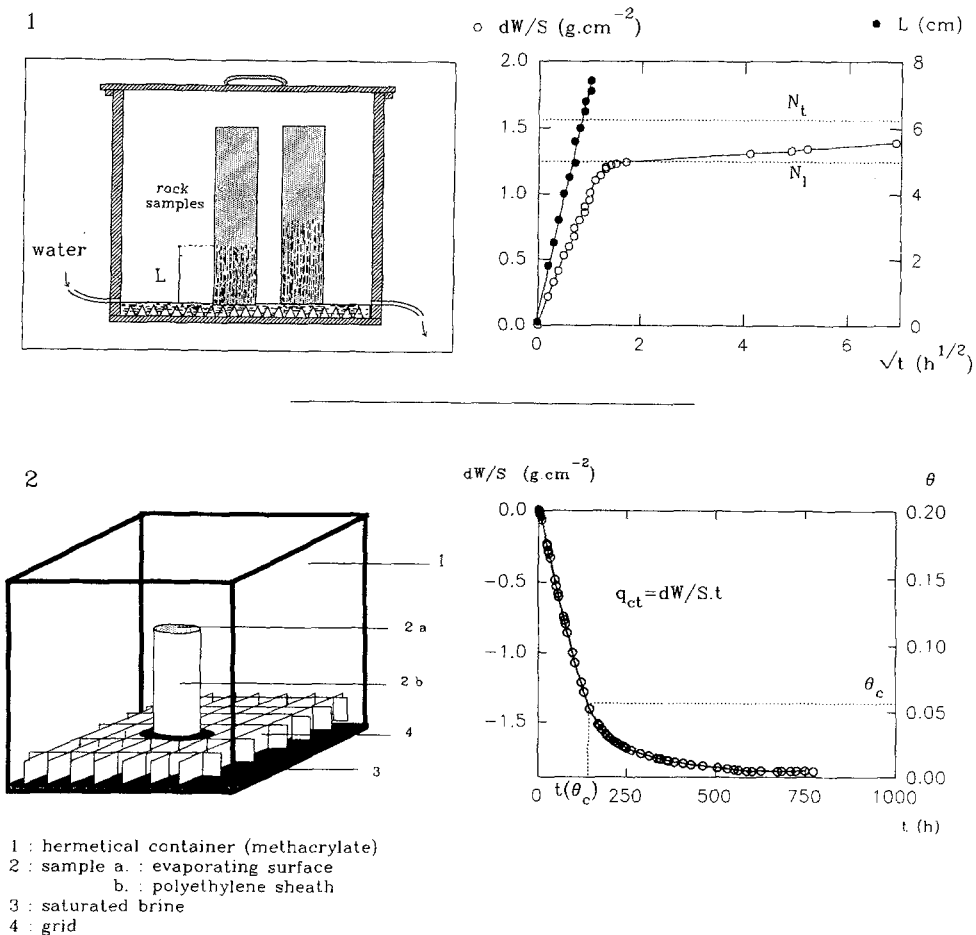 1
○ dW/S (g.cm⁻²)
● L (cm)
rock
samples
water
L
2.0
1.5
1.0
0.5
0.0
8
6
4
2
0
Nt
Nl
0 2 4 6
√t (h^1/2)
2
dW/S (g.cm⁻²)
θ
1
2 a
2 b
4
3
0.0
−0.5
−1.0
−1.5
0.20
0.15
0.10
0.05
0.00
q_ct=dW/S.t
θc
0 250 500 750 1000
t(θc)
t (h)
1 : hermetical container (methacrylate)
2 : sample a. : evaporating surface
b. : polyethylene sheath
3 : saturated brine
4 : grid